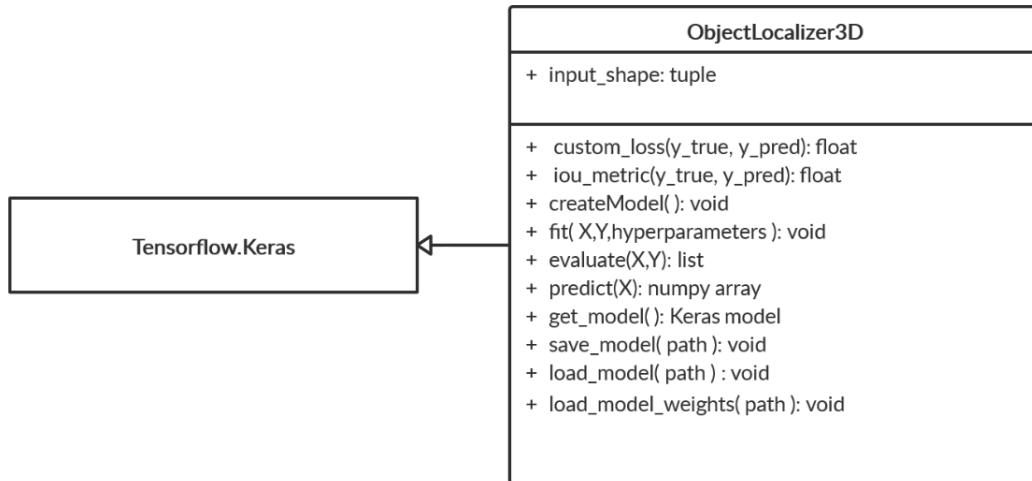 ObjectLocalizer3D
+ input_shape: tuple
+ custom_loss(y_true, y_pred): float
+ iou_metric(y_true, y_pred): float
+ createModel( ): void
+ fit( X,Y,hyperparameters ): void
+ evaluate(X,Y): list
+ predict(X): numpy array
+ get_model( ): Keras model
+ save_model( path ): void
+ load_model( path ) : void
+ load_model_weights( path ): void
Tensorflow.Keras